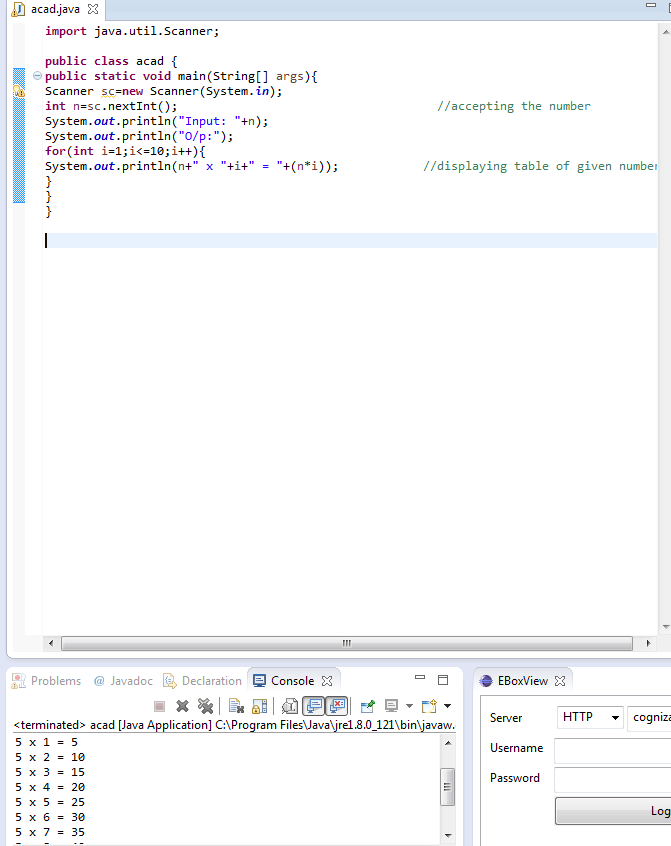 acad.java
import java.util.Scanner;
public class acad {
public static void main(String[] args){
Scanner sc=new Scanner(System.in);
int n=sc.nextInt(); //accepting the number
System.out.println("Input: "+n);
System.out.println("O/p:");
for(int i=1;i<=10;i++){
System.out.println(n+" x "+i+" = "+(n*i)); //displaying table of given number
}
}
}
Problems @ Javadoc Declaration Console
<terminated> acad [Java Application] C:\Program Files\Java\jre1.8.0_121\bin\javaw.
5 x 1 = 5
5 x 2 = 10
5 x 3 = 15
5 x 4 = 20
5 x 5 = 25
5 x 6 = 30
5 x 7 = 35
EBoxView
Server HTTP cogniza
Username
Password
Log